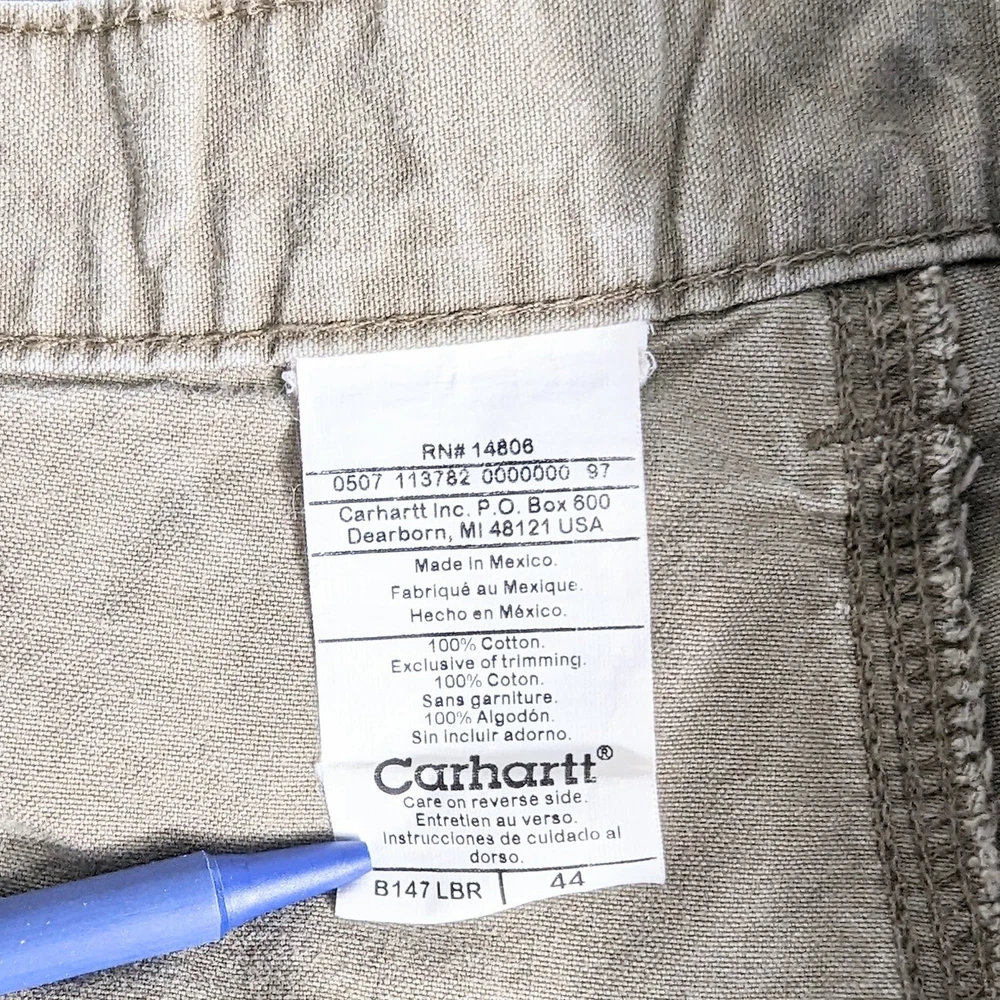 RN# 14806
0507 113782 0000000 97
Carhartt Inc. P.O. Box 600
Dearborn, MI 48121 USA
Made in Mexico.
Fabriqué au Mexique.
Hecho en México.
100% Cotton.
Exclusive of trimming.
100% Coton.
Sans garniture.
100% Algodón.
Sin incluir adorno.
Carhartt®
Care on reverse side.
Entretien au verso.
Instrucciones de cuidado al
dorso.
B147 LBR | 44